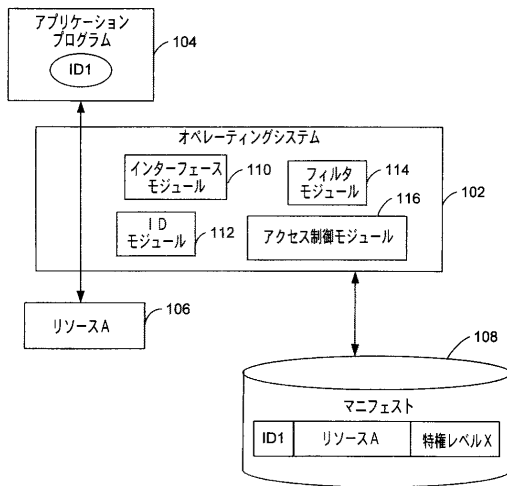 アプリケーション
プログラム
ID1
104
オペレーティングシステム
インターフェース
モジュール
110
フィルタ
モジュール
114
102
ID
モジュール
112
116
アクセス制御モジュール
リソースA
106
108
マニフェスト
ID1 リソースA 特権レベルX